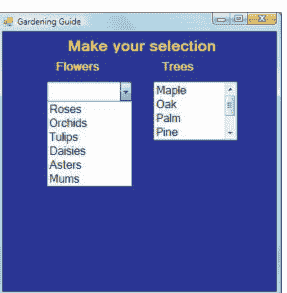 Gardening Guide
Make your selection
Flowers
Trees
Roses
Orchids
Tulips
Daisies
Asters
Mums
Maple
Oak
Palm
Pine